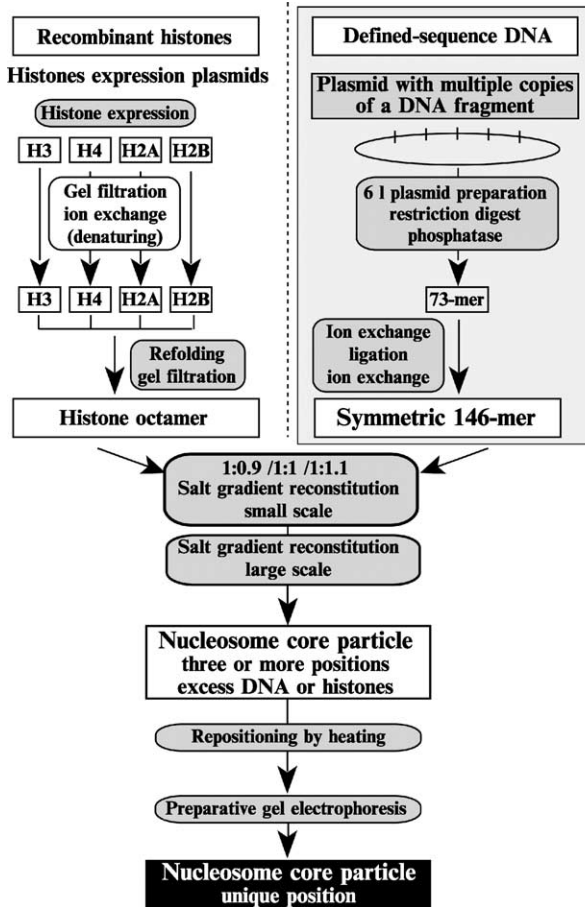 Recombinant histones
Histones expression plasmids
Histone expression
H3 H4 H2A H2B
Gel filtration
ion exchange
(denaturing)
H3 H4 H2A H2B
Refolding
gel filtration
Histone octamer
Defined-sequence DNA
Plasmid with multiple copies
of a DNA fragment
6 l plasmid preparation
restriction digest
phosphatase
73-mer
Ion exchange
ligation
ion exchange
Symmetric 146-mer
1:0.9 /1:1 /1:1.1
Salt gradient reconstitution
small scale
Salt gradient reconstitution
large scale
Nucleosome core particle
three or more positions
excess DNA or histones
Repositioning by heating
Preparative gel electrophoresis
Nucleosome core particle
unique position